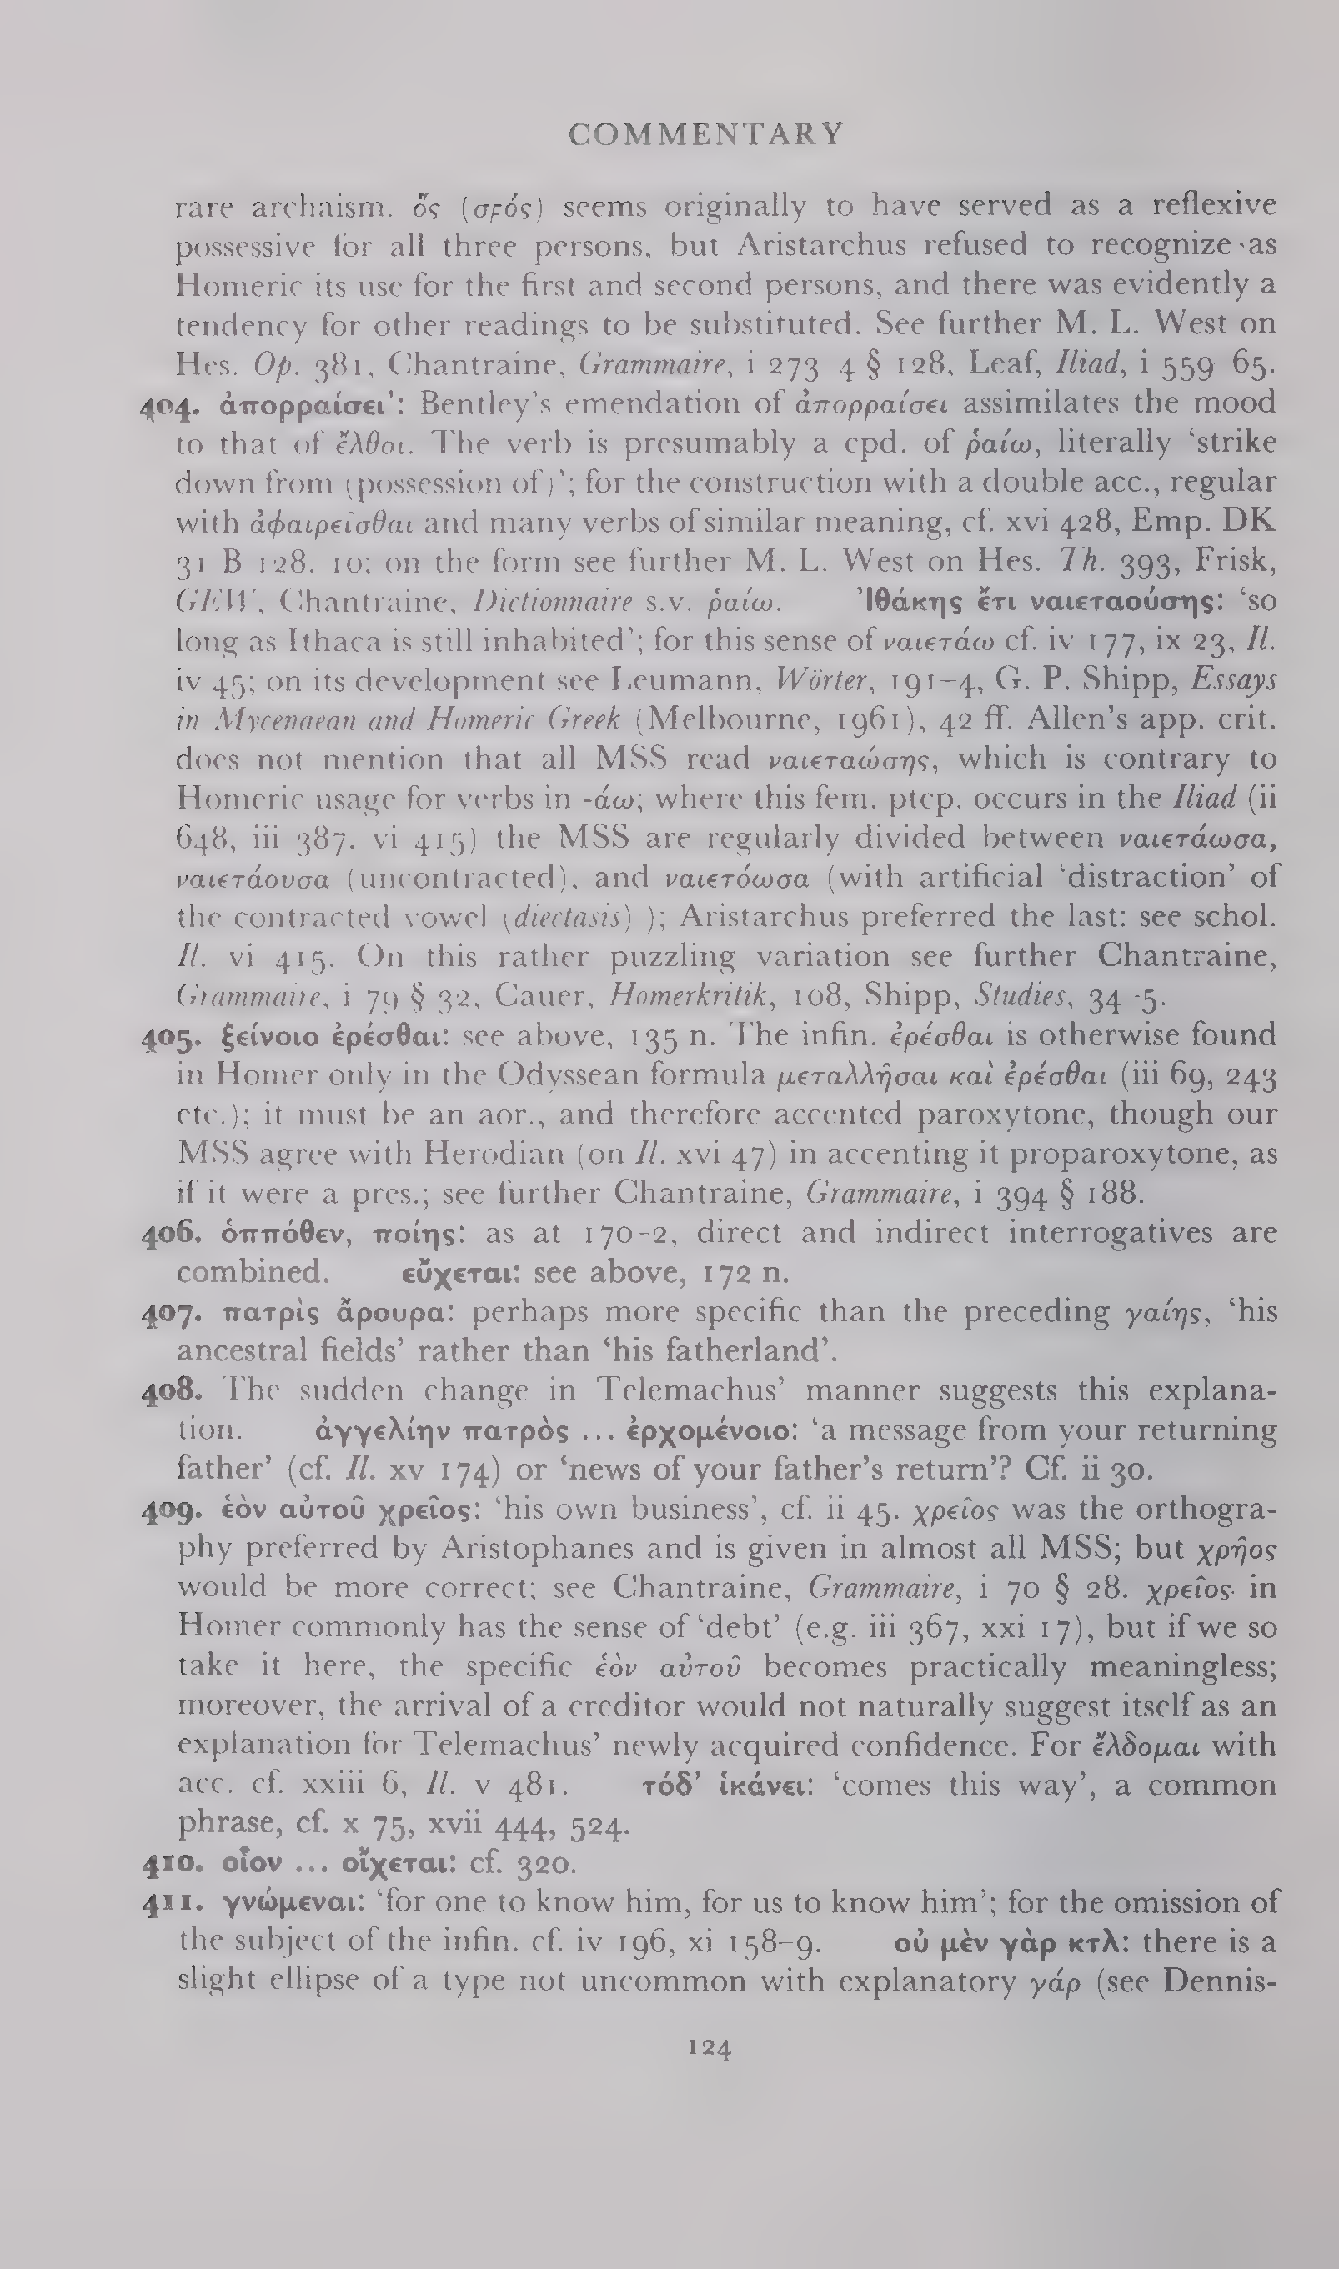 COMMENTARY
rare archaism. ὅς (σϝός) seems originally to have served as a reflexive
possessive for all three persons, but Aristarchus refused to recognize as
Homeric its use for the first and second persons, and there was evidently a
tendency for other readings to be substituted. See further M. L. West on
Hes. Op. 381, Chantraine, Grammaire, i 273–4 § 128, Leaf, Iliad, i 559–65.
404. ἀπορραίσει’: Bentley’s emendation of ἀπορραίσει assimilates the mood
to that of ἔλθοι. The verb is presumably a cpd. of ῥαίω, literally ‘strike
down from (possession of)’; for the construction with a double acc., regular
with ἀφαιρεῖσθαι and many verbs of similar meaning, cf. xvi 428, Emp. DK
31 B 128. 10; on the form see further M. L. West on Hes. Th. 393, Frisk,
GEW, Chantraine, Dictionnaire s.v. ῥαίω. Ἰθάκης ἔτι ναιεταούσης: ‘so
long as Ithaca is still inhabited’; for this sense of ναιετάω cf. iv 177, ix 23, Il.
iv 45; on its development see Leumann, Wörter, 191–4, G. P. Shipp, Essays
in Mycenaean and Homeric Greek (Melbourne, 1961), 42 ff. Allen’s app. crit.
does not mention that all MSS read ναιεταώσης, which is contrary to
Homeric usage for verbs in -άω; where this fem. ptcp. occurs in the Iliad (ii
648, iii 387, vi 415) the MSS are regularly divided between ναιετάωσα,
ναιετάουσα (uncontracted), and ναιετόωσα (with artificial ‘distraction’ of
the contracted vowel (diectasis) ); Aristarchus preferred the last: see schol.
Il. vi 415. On this rather puzzling variation see further Chantraine,
Grammaire, i 79 § 32, Cauer, Homerkritik, 108, Shipp, Studies, 34–5.
405. ξείνοιο ἐρέσθαι: see above, 135 n. The infin. ἐρέσθαι is otherwise found
in Homer only in the Odyssean formula μεταλλῆσαι καὶ ἐρέσθαι (iii 69, 243
etc.); it must be an aor., and therefore accented paroxytone, though our
MSS agree with Herodian (on Il. xvi 47) in accenting it proparoxytone, as
if it were a pres.; see further Chantraine, Grammaire, i 394 § 188.
406. ὁππόθεν, ποίης: as at 170–2, direct and indirect interrogatives are
combined. εὔχεται: see above, 172 n.
407. πατρὶς ἄρουρα: perhaps more specific than the preceding γαίης, ‘his
ancestral fields’ rather than ‘his fatherland’.
408. The sudden change in Telemachus’ manner suggests this explana-
tion. ἀγγελίην πατρὸς ... ἐρχομένοιο: ‘a message from your returning
father’ (cf. Il. xv 174) or ‘news of your father’s return’? Cf. ii 30.
409. ἑὸν αὐτοῦ χρεῖος: ‘his own business’, cf. ii 45. χρεῖος was the orthogra-
phy preferred by Aristophanes and is given in almost all MSS; but χρῆος
would be more correct; see Chantraine, Grammaire, i 70 § 28. χρεῖος in
Homer commonly has the sense of ‘debt’ (e.g. iii 367, xxi 17), but if we so
take it here, the specific ἑὸν αὐτοῦ becomes practically meaningless;
moreover, the arrival of a creditor would not naturally suggest itself as an
explanation for Telemachus’ newly acquired confidence. For ἔλδομαι with
acc. cf. xxiii 6, Il. v 481. τόδ’ ἱκάνει: ‘comes this way’, a common
phrase, cf. x 75, xvii 444, 524.
410. οἷον ... οἴχεται: cf. 320.
411. γνώμεναι: ‘for one to know him, for us to know him’; for the omission of
the subject of the infin. cf. iv 196, xi 158–9. οὐ μὲν γὰρ κτλ: there is a
slight ellipse of a type not uncommon with explanatory γάρ (see Dennis-
124